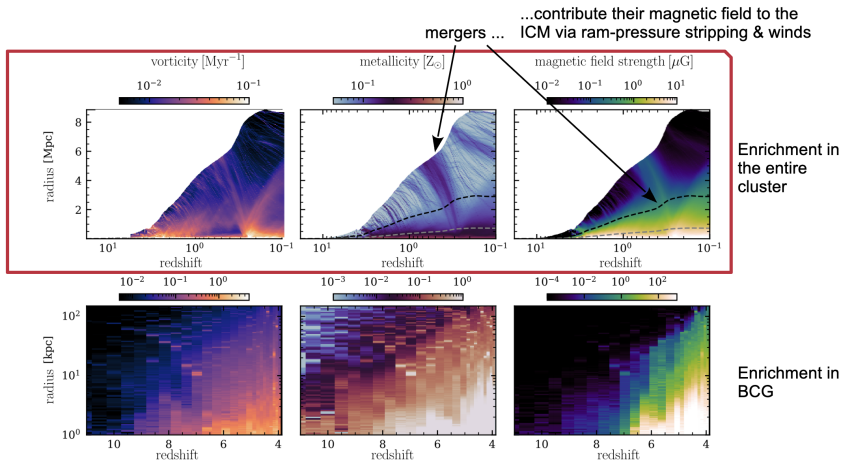 ...contribute their magnetic field to the
mergers ... ICM via ram-pressure stripping & winds
vorticity [Myr⁻¹] metallicity [Z☉] magnetic field strength [μG]
10⁻² 10⁻¹ 10⁻¹ 10⁰ 10⁻² 10⁻¹ 10⁰ 10¹
8
6
4
2
radius [Mpc]
Enrichment in
the entire
cluster
10¹ 10⁰ 10⁻¹ 10¹ 10⁰ 10⁻¹ 10¹ 10⁰ 10⁻¹
redshift redshift redshift
10⁻² 10⁻¹ 10⁰ 10⁻³ 10⁻² 10⁻¹ 10⁰ 10⁻⁴ 10⁻² 10⁰ 10²
10²
10¹
10⁰
radius [kpc]
Enrichment in
BCG
10 8 6 4 10 8 6 4 10 8 6 4
redshift redshift redshift